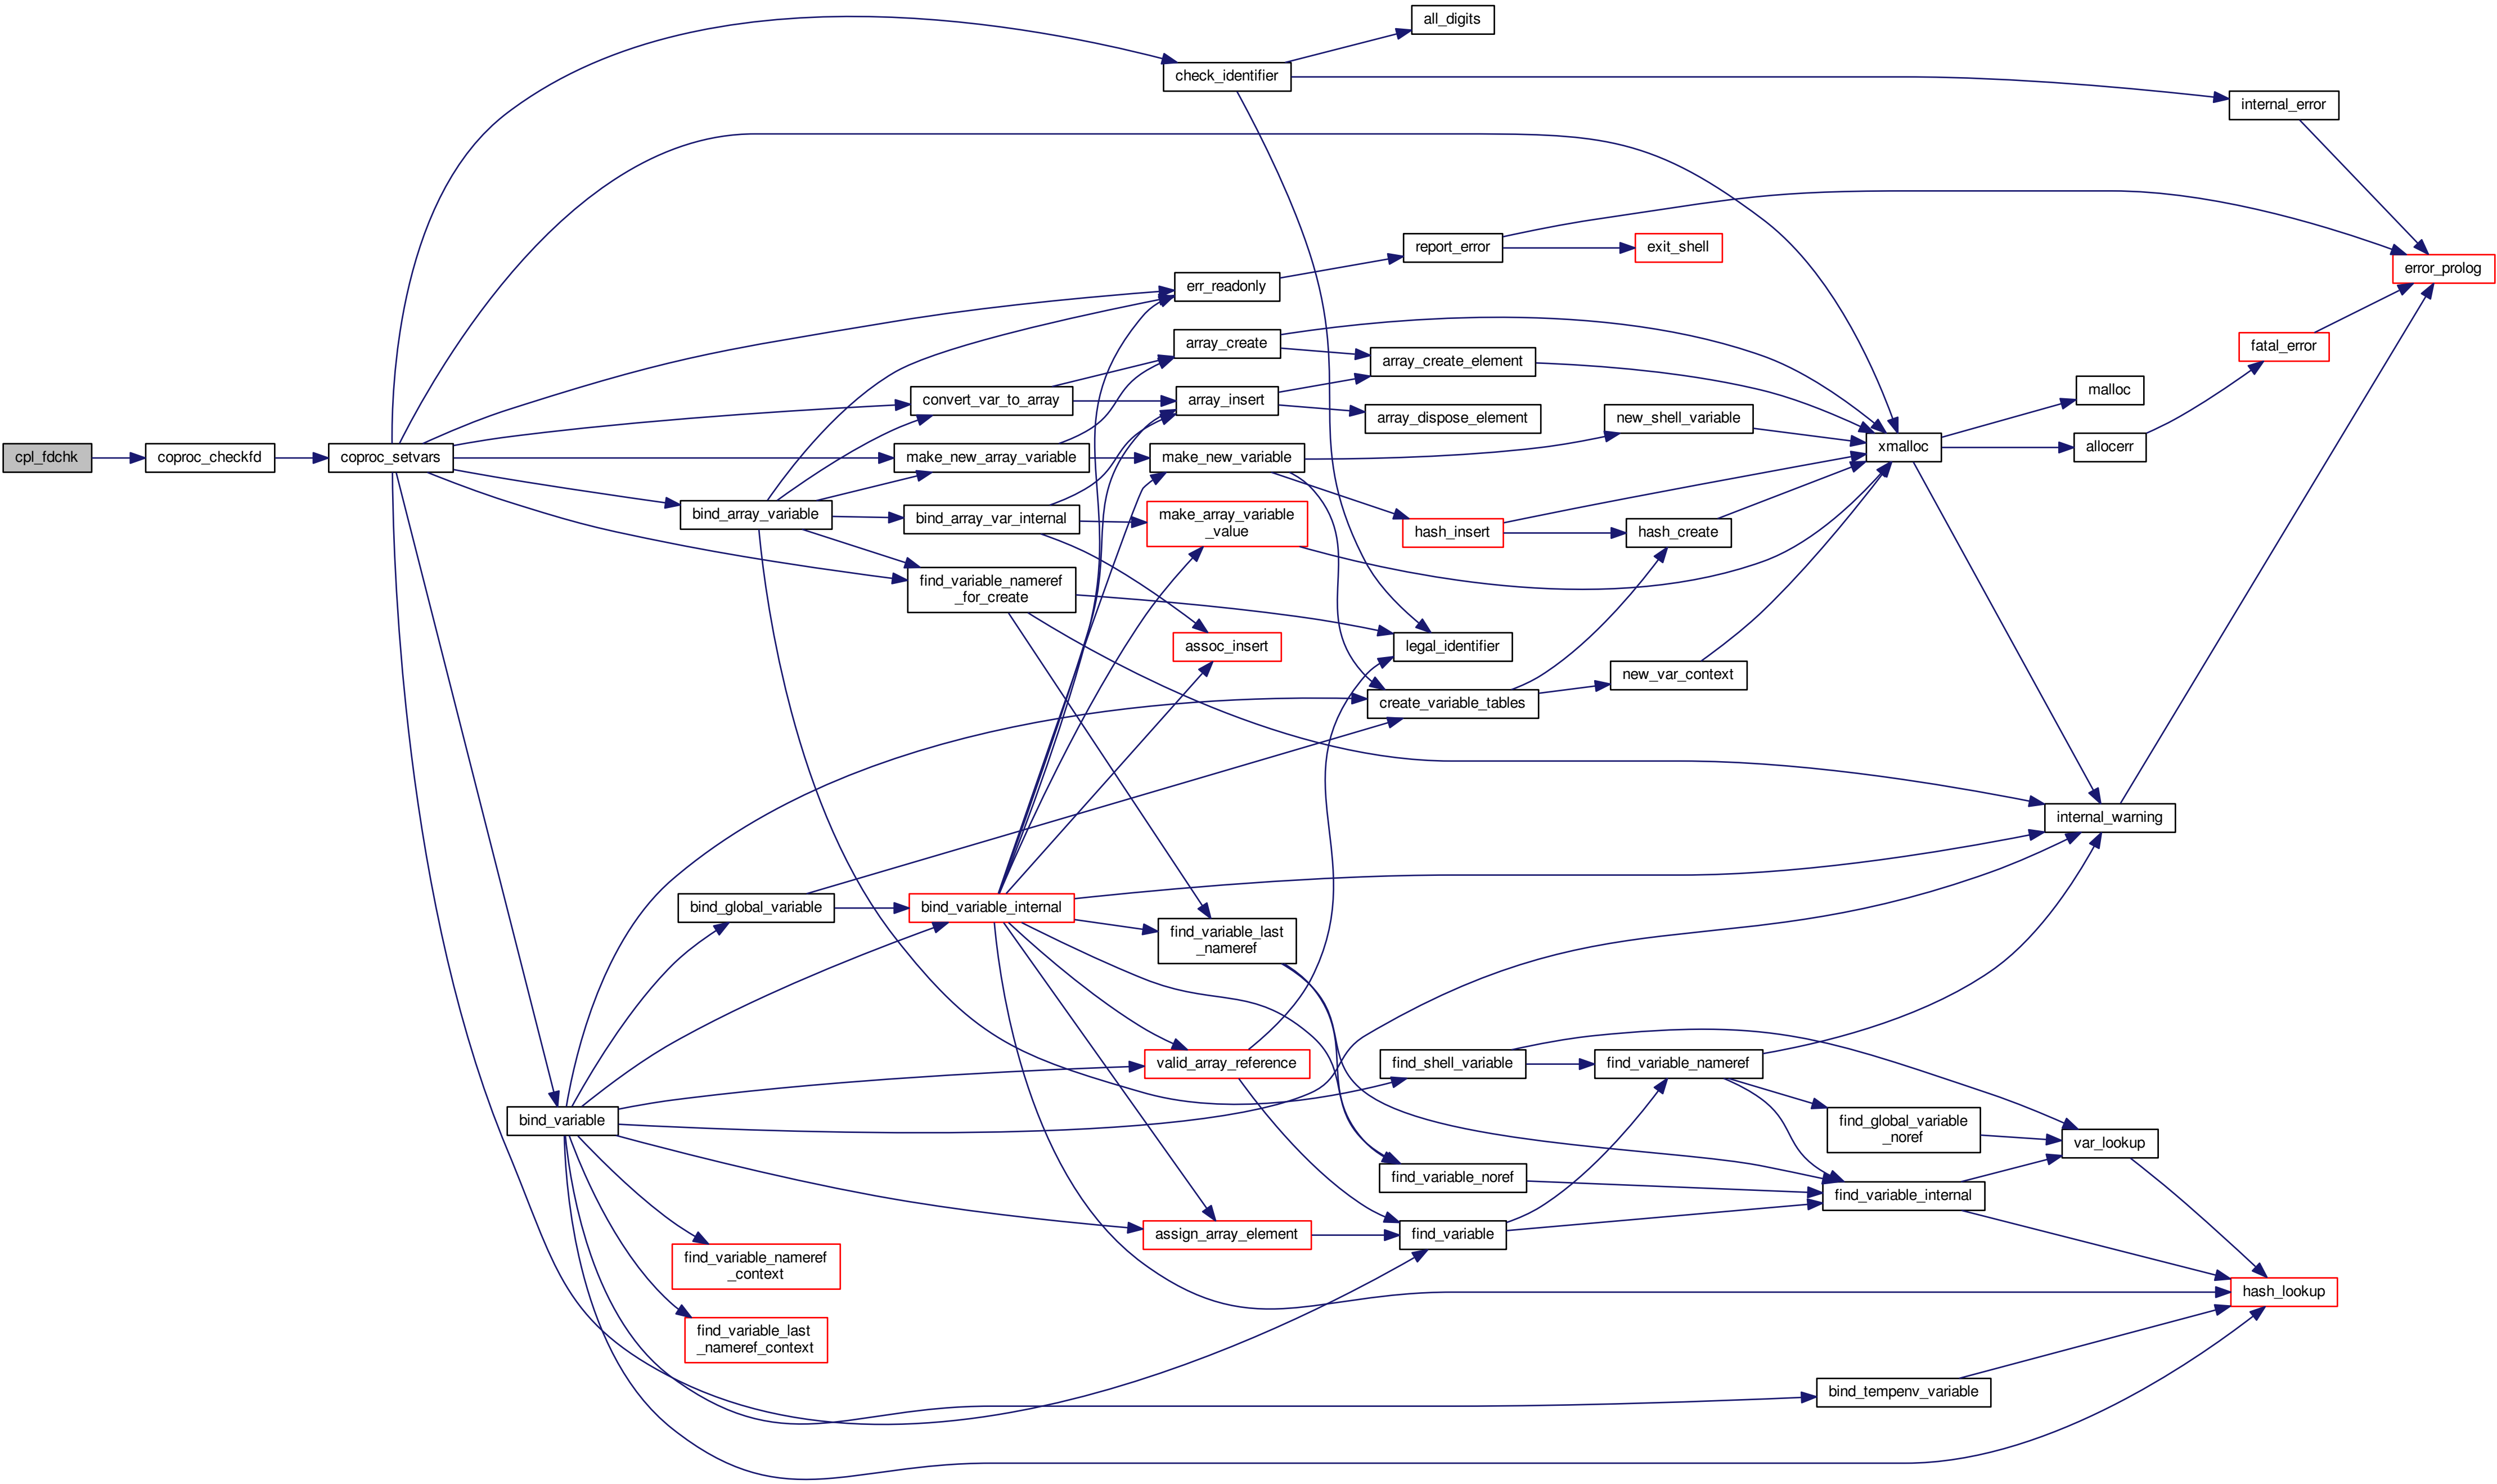 all_digits
check_identifier
internal_error
report_error
exit_shell
error_prolog
err_readonly
array_create
fatal_error
array_create_element
malloc
convert_var_to_array
array_insert
array_dispose_element
new_shell_variable
cpl_fdchk
coproc_checkfd
coproc_setvars
make_new_array_variable
make_new_variable
xmalloc
allocerr
bind_array_variable
bind_array_var_internal
make_array_variable
_value
hash_insert
hash_create
find_variable_nameref
_for_create
assoc_insert
legal_identifier
new_var_context
create_variable_tables
internal_warning
bind_global_variable
bind_variable_internal
find_variable_last
_nameref
valid_array_reference
find_shell_variable
find_variable_nameref
bind_variable
find_global_variable
_noref
var_lookup
find_variable_noref
find_variable_internal
assign_array_element
find_variable
find_variable_nameref
_context
hash_lookup
find_variable_last
_nameref_context
bind_tempenv_variable